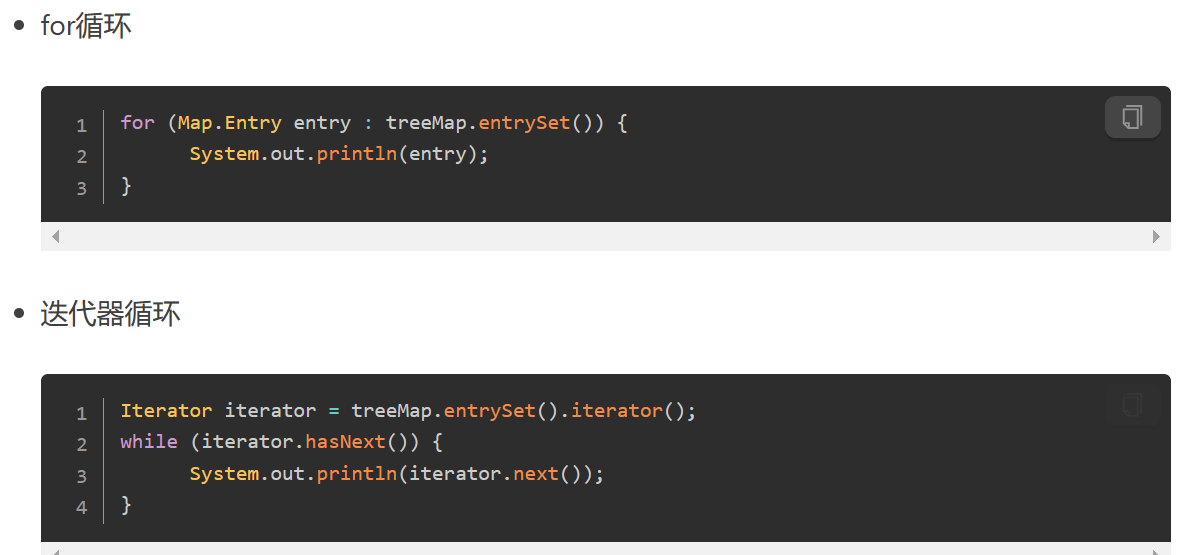 for循环
1 for (Map.Entry entry : treeMap.entrySet()) {
2 System.out.println(entry);
3 }
迭代器循环
1 Iterator iterator = treeMap.entrySet().iterator();
2 while (iterator.hasNext()) {
3 System.out.println(iterator.next());
4 }